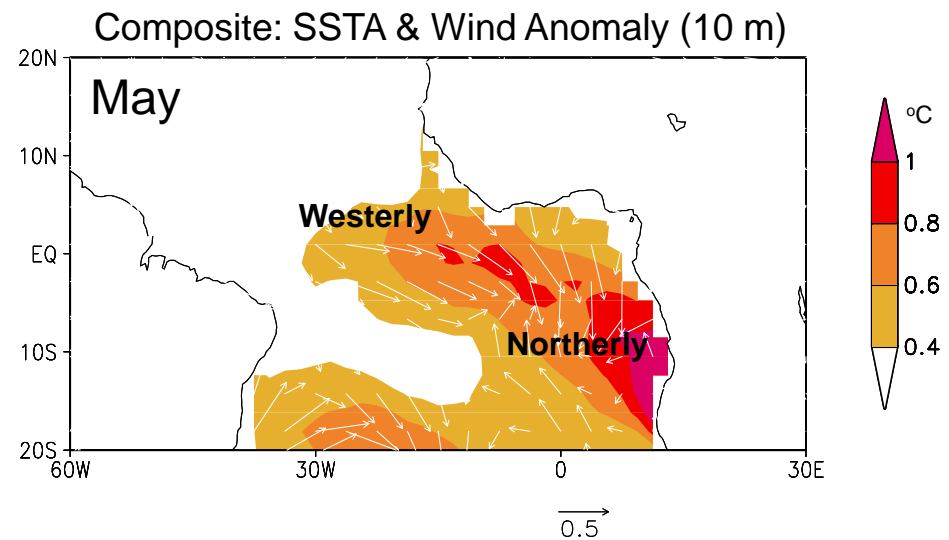 Composite: SSTA & Wind Anomaly (10 m)
20N
May
10N
EQ
10S
20S
60W
30W
0
30E
Westerly
Northerly
ºC
1
0.8
0.6
0.4
0.5